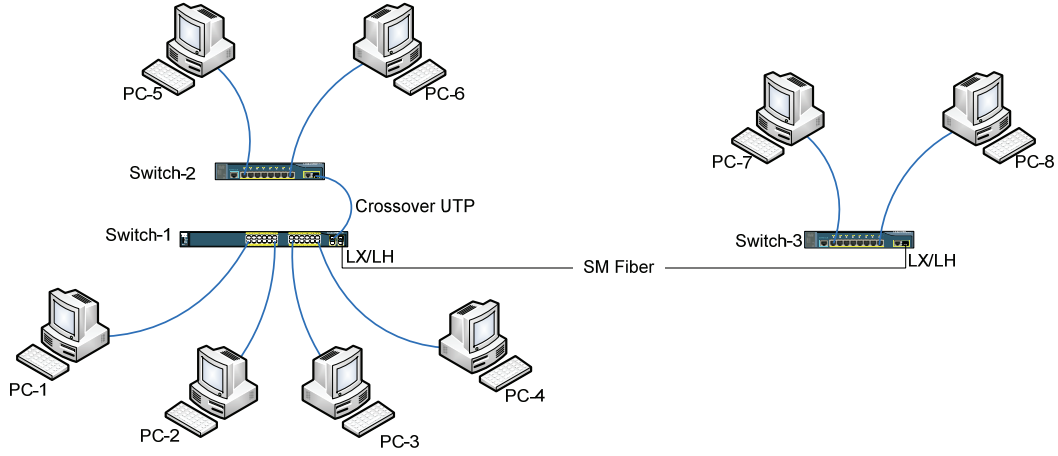 PC-5
PC-6
PC-7
PC-8
Switch-2
Crossover UTP
Switch-1
Switch-3
LX/LH
SM Fiber
LX/LH
PC-1
PC-2
PC-3
PC-4